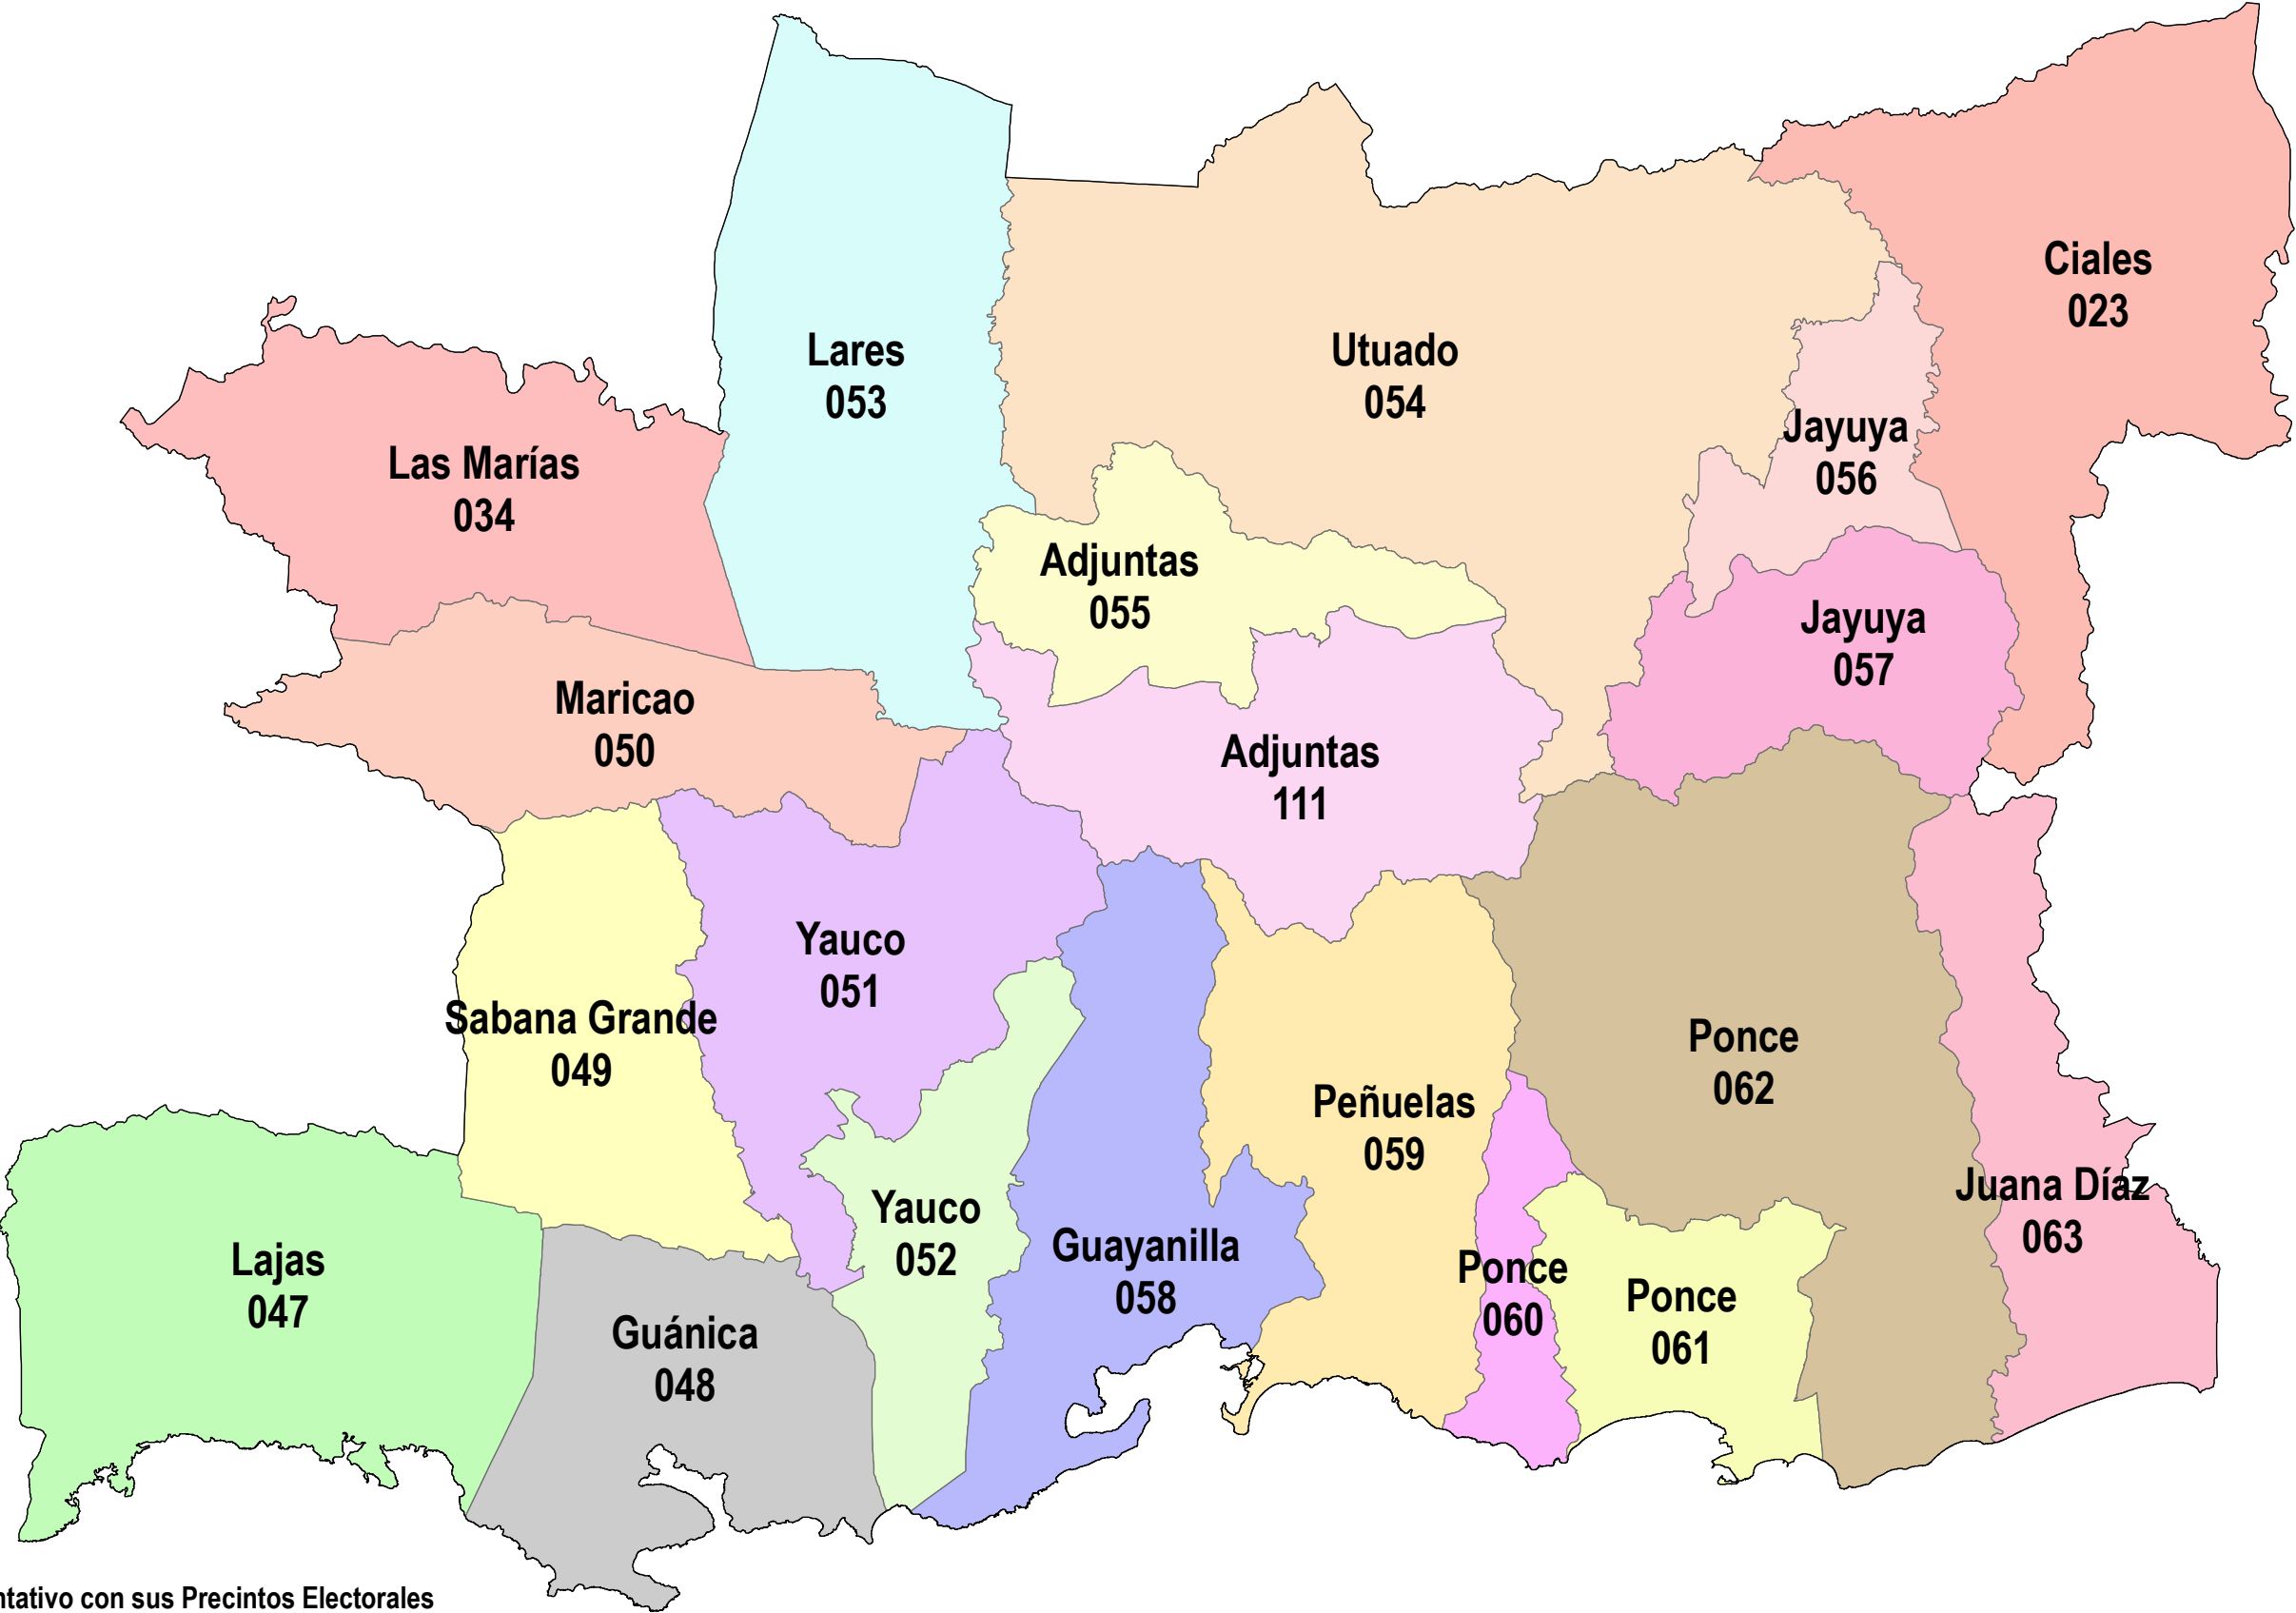 Ciales
023
Lares
053
Utuado
054
Las Marías
034
Jayuya
056
Adjuntas
055
Jayuya
057
Maricao
050
Adjuntas
111
Yauco
051
Sabana Grande
049
Ponce
062
Peñuelas
059
Juana Díaz
063
Yauco
052
Guayanilla
058
Lajas
047
Ponce
060
Ponce
061
Guánica
048
ntativo con sus Precintos Electorales